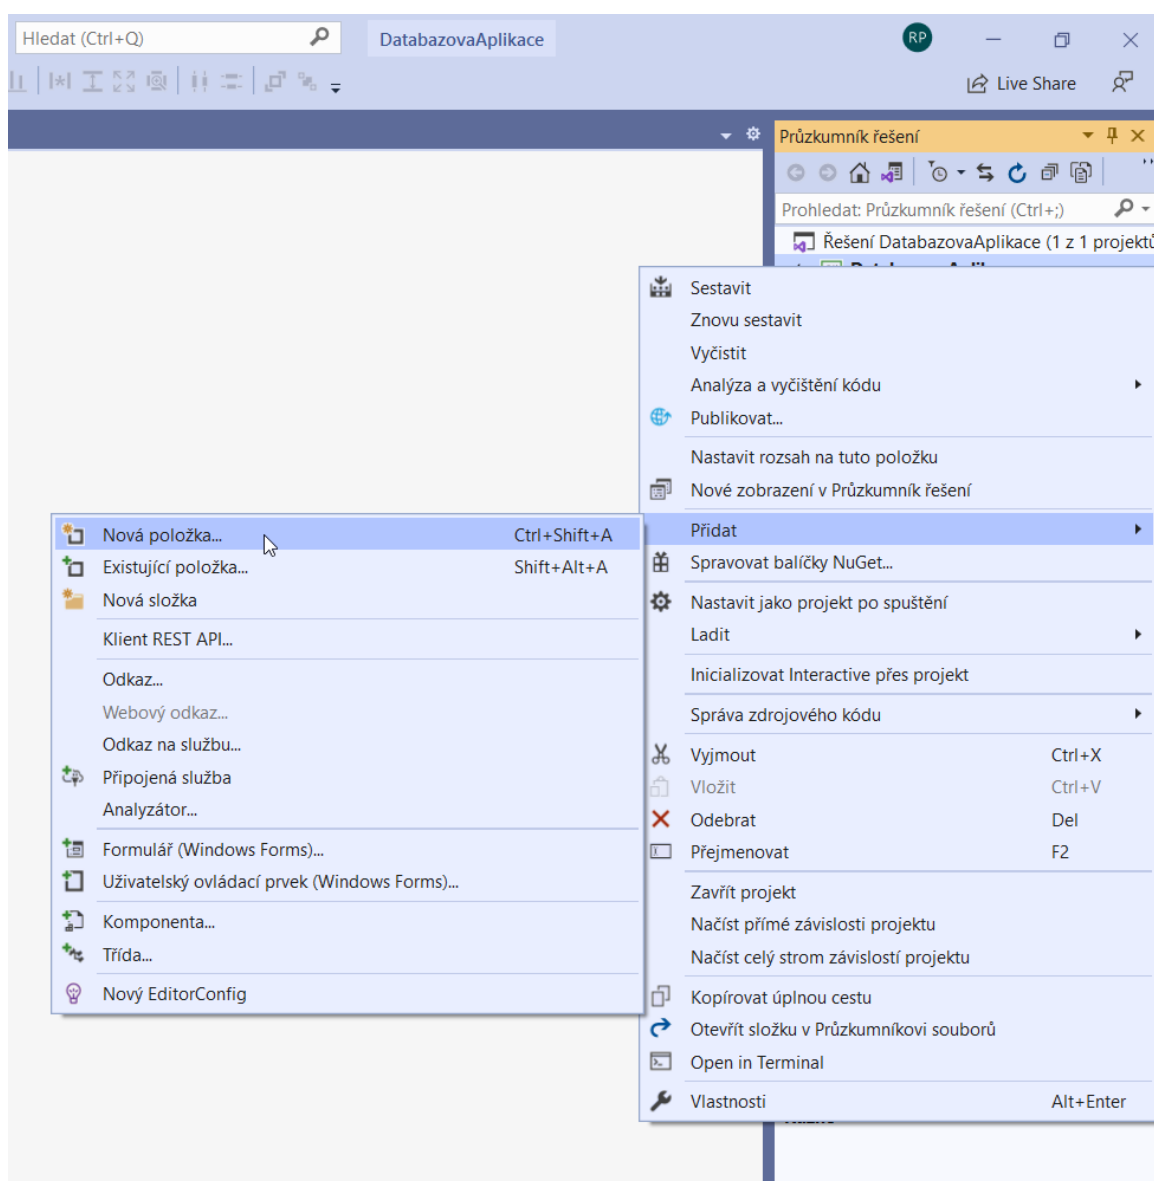 Hledat (Ctrl+Q)
DatabazovaAplikace
RP
Live Share
Průzkumník řešení
Prohledat: Průzkumník řešení (Ctrl+;)
Řešení DatabazovaAplikace (1 z 1 projektů
Sestavit
Znovu sestavit
Vyčistit
Analýza a vyčištění kódu
Publikovat...
Nastavit rozsah na tuto položku
Nové zobrazení v Průzkumník řešení
Přidat
Spravovat balíčky NuGet...
Nastavit jako projekt po spuštění
Ladit
Inicializovat Interactive přes projekt
Správa zdrojového kódu
Vyjmout Ctrl+X
Vložit Ctrl+V
Odebrat Del
Přejmenovat F2
Zavřít projekt
Načíst přímé závislosti projektu
Načíst celý strom závislostí projektu
Kopírovat úplnou cestu
Otevřít složku v Průzkumníkovi souborů
Open in Terminal
Vlastnosti Alt+Enter
Nová položka... Ctrl+Shift+A
Existující položka... Shift+Alt+A
Nová složka
Klient REST API...
Odkaz...
Webový odkaz...
Odkaz na službu...
Připojená služba
Analyzátor...
Formulář (Windows Forms)...
Uživatelský ovládací prvek (Windows Forms)...
Komponenta...
Třída...
Nový EditorConfig